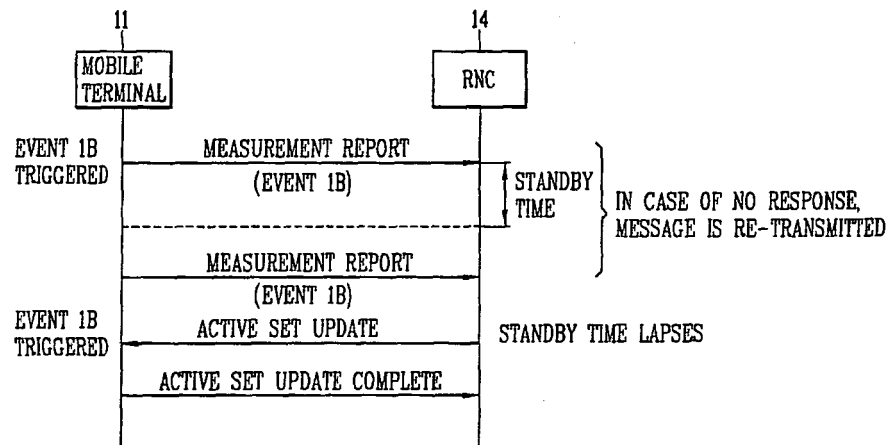 11
14
MOBILE
TERMINAL
RNC
EVENT 1B
TRIGGERED
MEASUREMENT REPORT
(EVENT 1B)
STANDBY
TIME
IN CASE OF NO RESPONSE,
MESSAGE IS RE-TRANSMITTED
MEASUREMENT REPORT
(EVENT 1B)
EVENT 1B
TRIGGERED
ACTIVE SET UPDATE
STANDBY TIME LAPSES
ACTIVE SET UPDATE COMPLETE